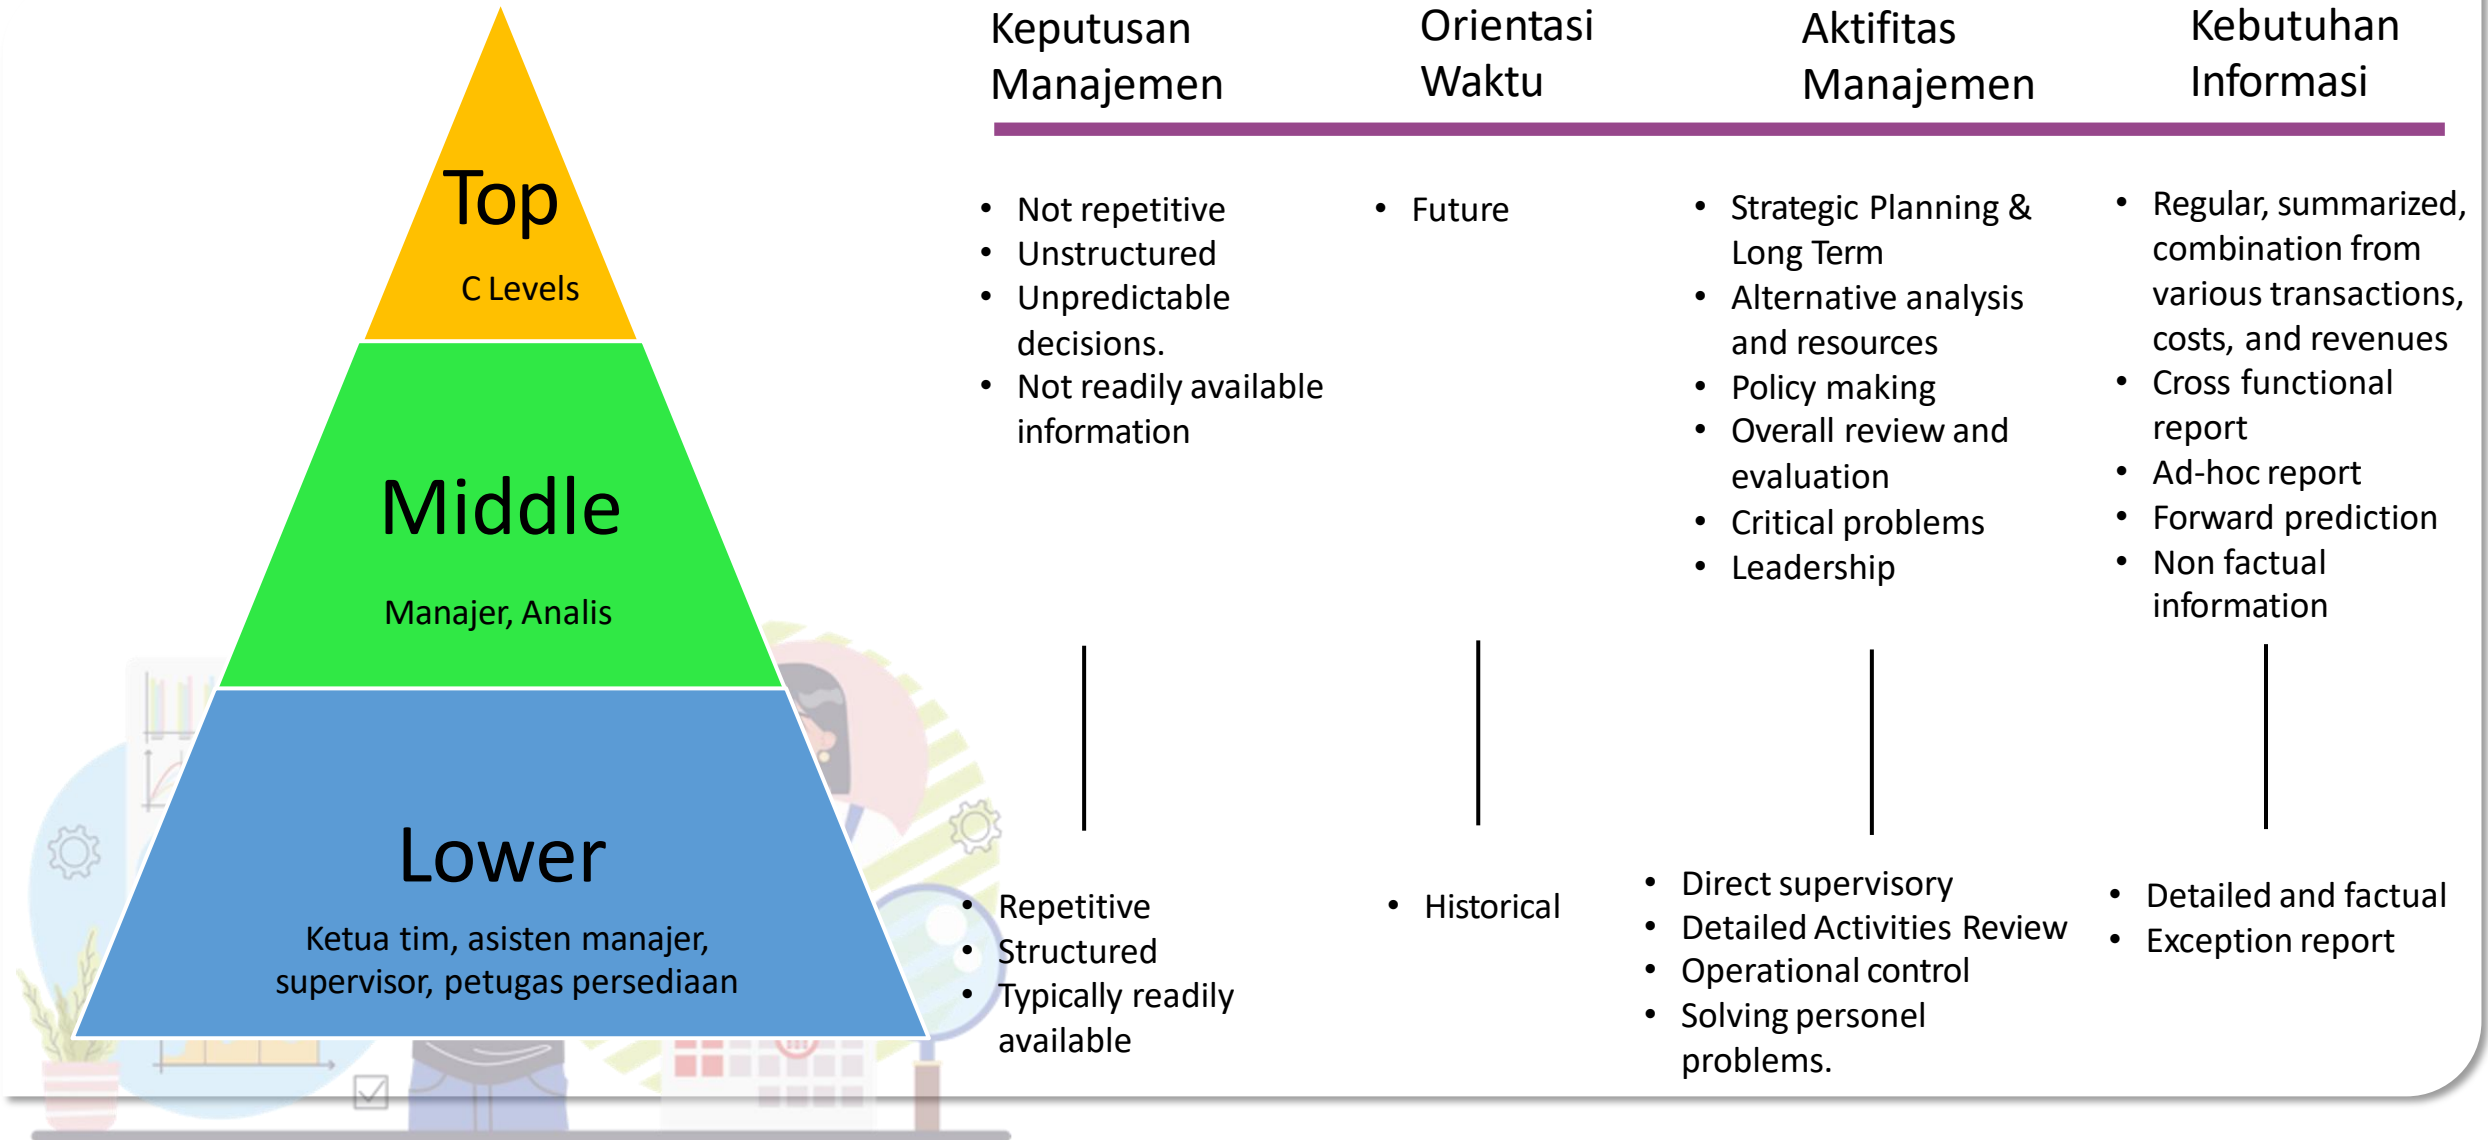 Top
C Levels
Middle
Manajer, Analis
Lower
Ketua tim, asisten manajer,
supervisor, petugas persediaan
Keputusan
Manajemen
Orientasi
Waktu
Aktifitas
Manajemen
Kebutuhan
Informasi
• Not repetitive
• Unstructured
• Unpredictable
decisions.
• Not readily available
information
• Future
• Strategic Planning &
Long Term
• Alternative analysis
and resources
• Policy making
• Overall review and
evaluation
• Critical problems
• Leadership
• Regular, summarized,
combination from
various transactions,
costs, and revenues
• Cross functional
report
• Ad-hoc report
• Forward prediction
• Non factual
information
• Repetitive
• Structured
• Typically readily
available
• Historical
• Direct supervisory
• Detailed Activities Review
• Operational control
• Solving personel
problems.
• Detailed and factual
• Exception report